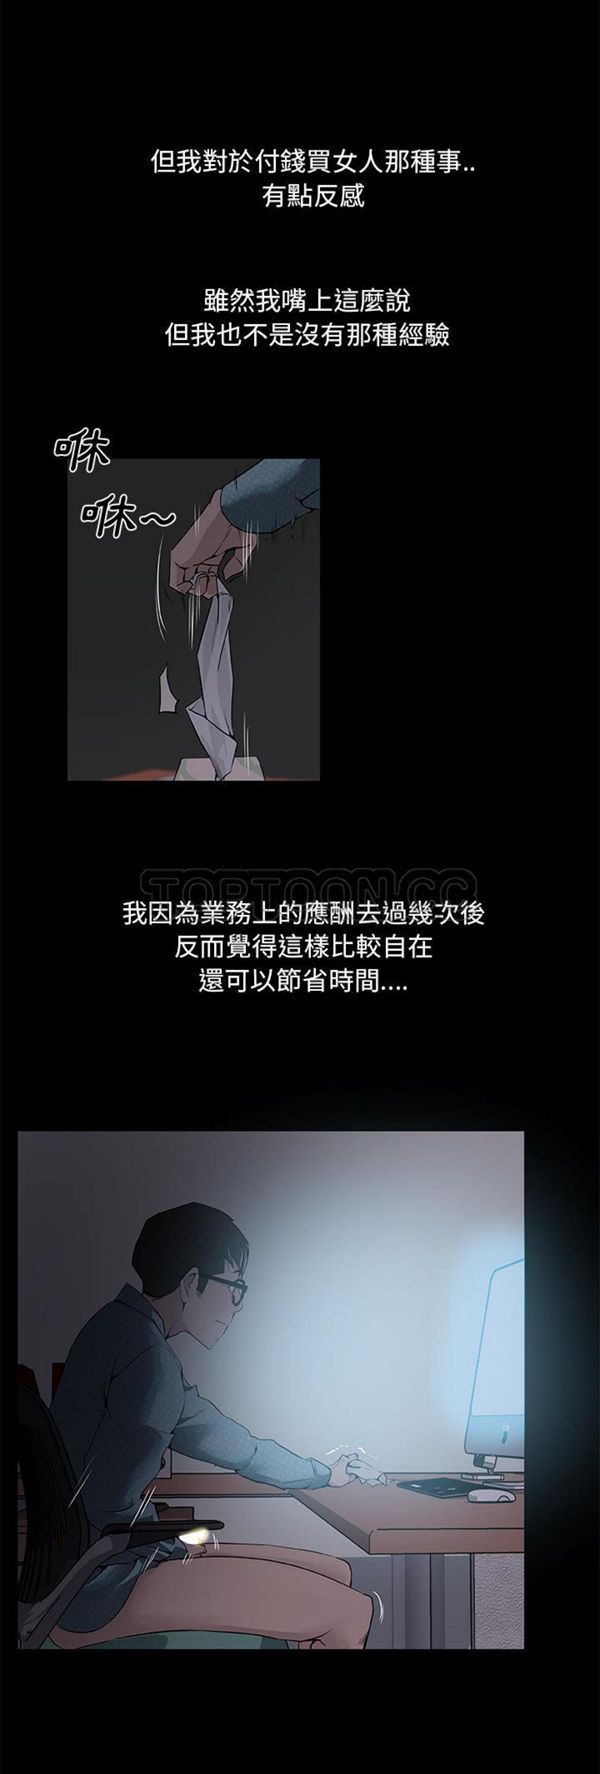 但我對於付錢買女人那種事..
有點反感
雖然我嘴上這麼說
但我也不是沒有那種經驗
咻
咻~
TOPTOON.CC
我因為業務上的應酬去過幾次後
反而覺得這樣比較自在
還可以節省時間....